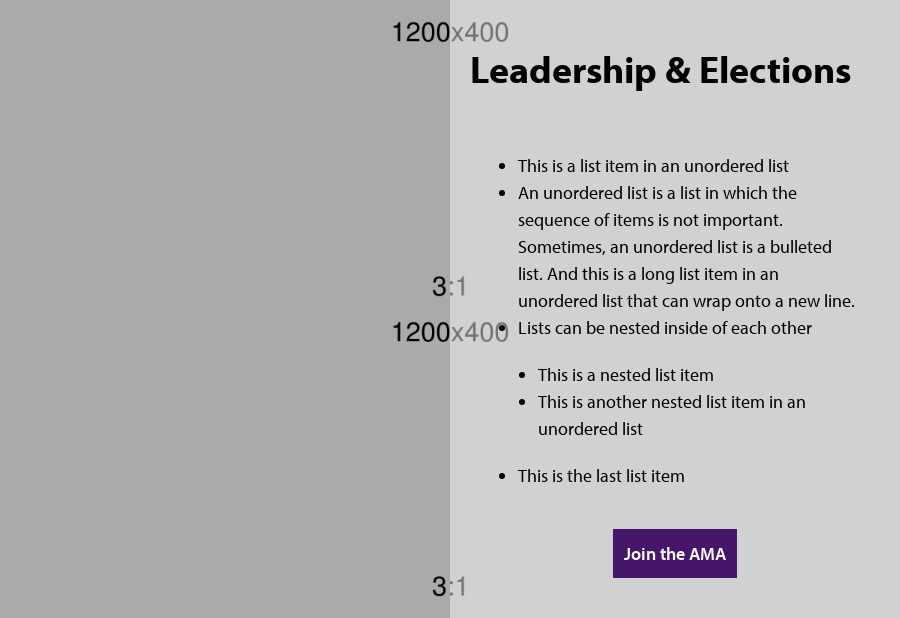 1200x400
Leadership & Elections
• This is a list item in an unordered list
• An unordered list is a list in which the
sequence of items is not important.
Sometimes, an unordered list is a bulleted
list. And this is a long list item in an
3:1
unordered list that can wrap onto a new line.
1200x400
• Lists can be nested inside of each other
• This is a nested list item
• This is another nested list item in an
unordered list
• This is the last list item
Join the AMA
3:1